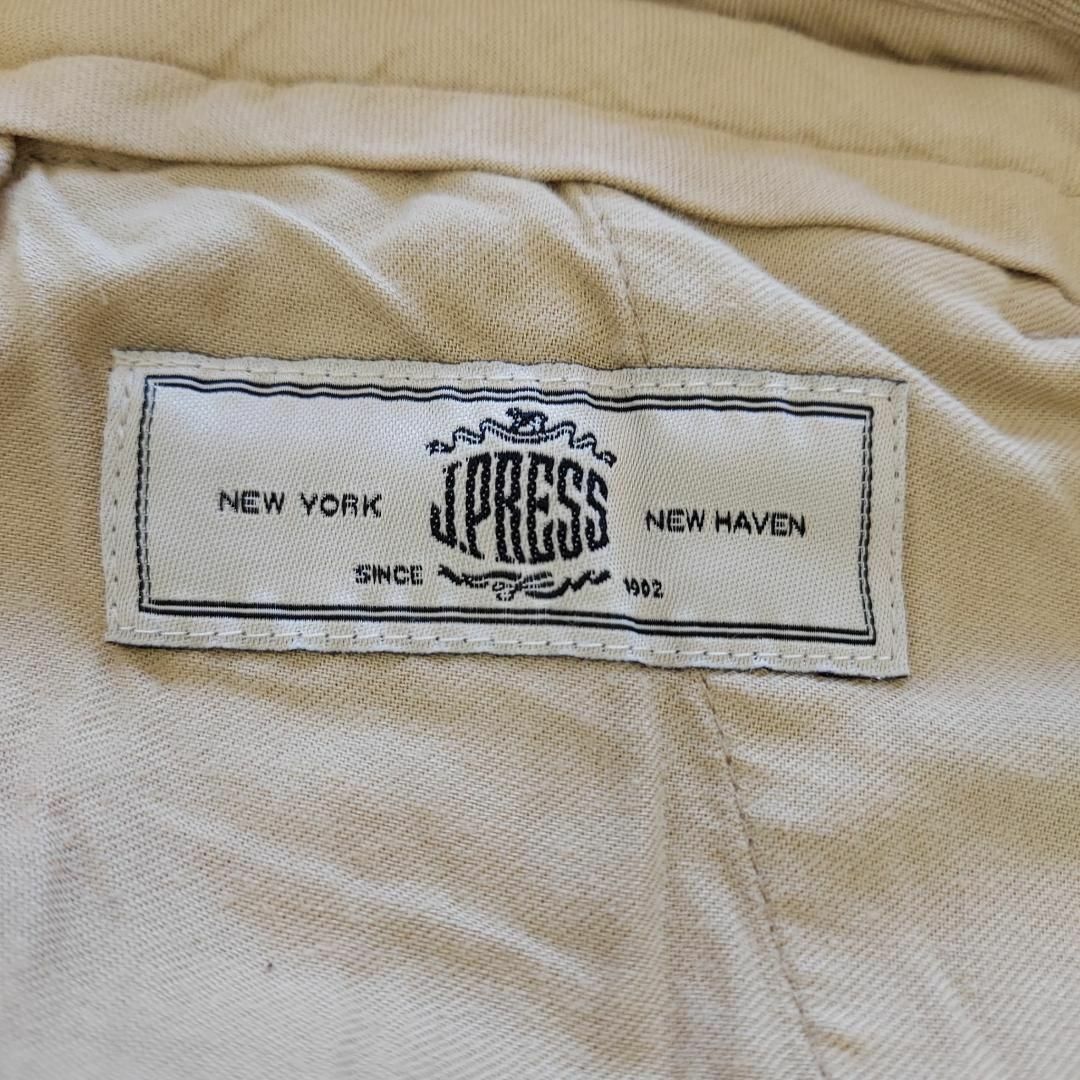 NEW YORK
J.PRESS
NEW HAVEN
SINCE 1902